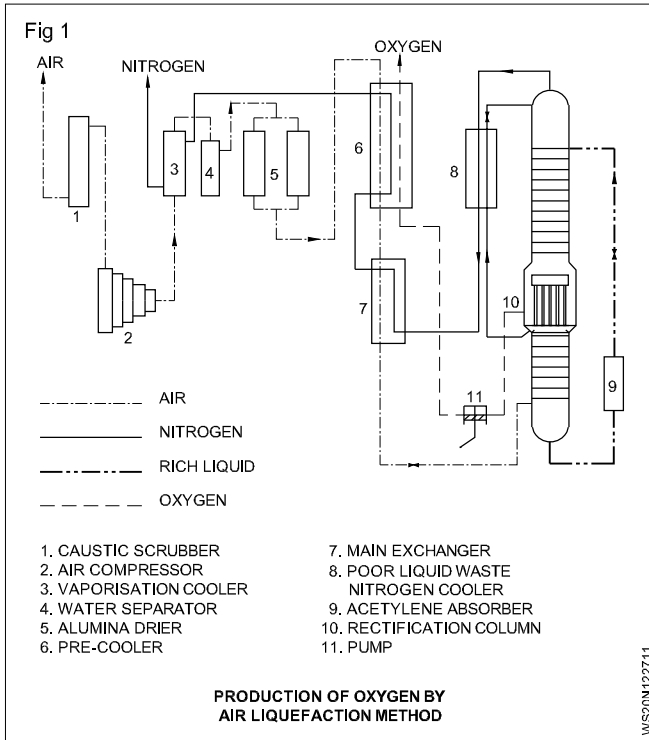 Fig 1
AIR
NITROGEN
OXYGEN
1
2
3
4
5
6
7
8
9
10
11
AIR
NITROGEN
RICH LIQUID
OXYGEN
1. CAUSTIC SCRUBBER
2. AIR COMPRESSOR
3. VAPORISATION COOLER
4. WATER SEPARATOR
5. ALUMINA DRIER
6. PRE-COOLER
7. MAIN EXCHANGER
8. POOR LIQUID WASTE
NITROGEN COOLER
9. ACETYLENE ABSORBER
10. RECTIFICATION COLUMN
11. PUMP
PRODUCTION OF OXYGEN BY
AIR LIQUEFACTION METHOD
WS20N122711